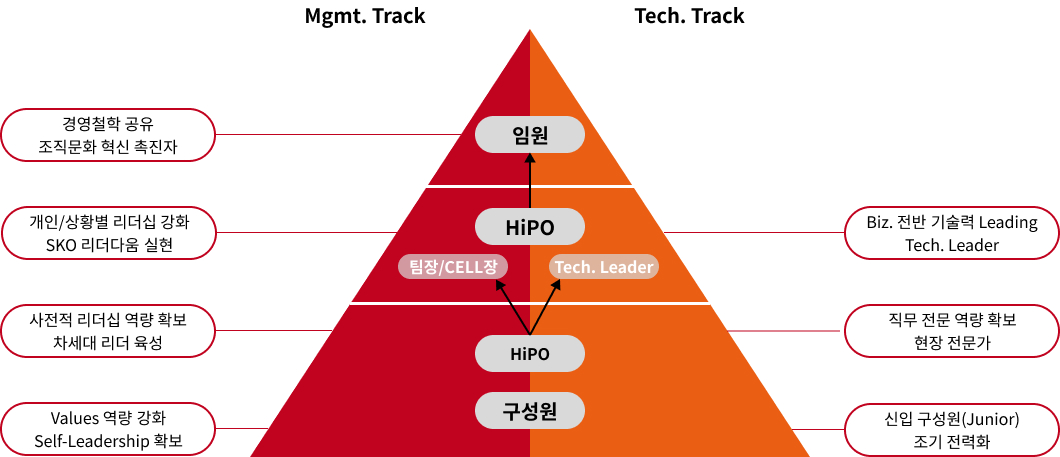 Mgmt. Track
Tech. Track
경영철학 공유
조직문화 혁신 촉진자
임원
개인/상황별 리더십 강화
SKO 리더다움 실현
HiPO
Biz. 전반 기술력 Leading
Tech. Leader
팀장/CELL장
Tech. Leader
사전적 리더십 역량 확보
차세대 리더 육성
직무 전문 역량 확보
현장 전문가
HiPO
구성원
Values 역량 강화
Self-Leadership 확보
신입 구성원(Junior)
조기 전력화